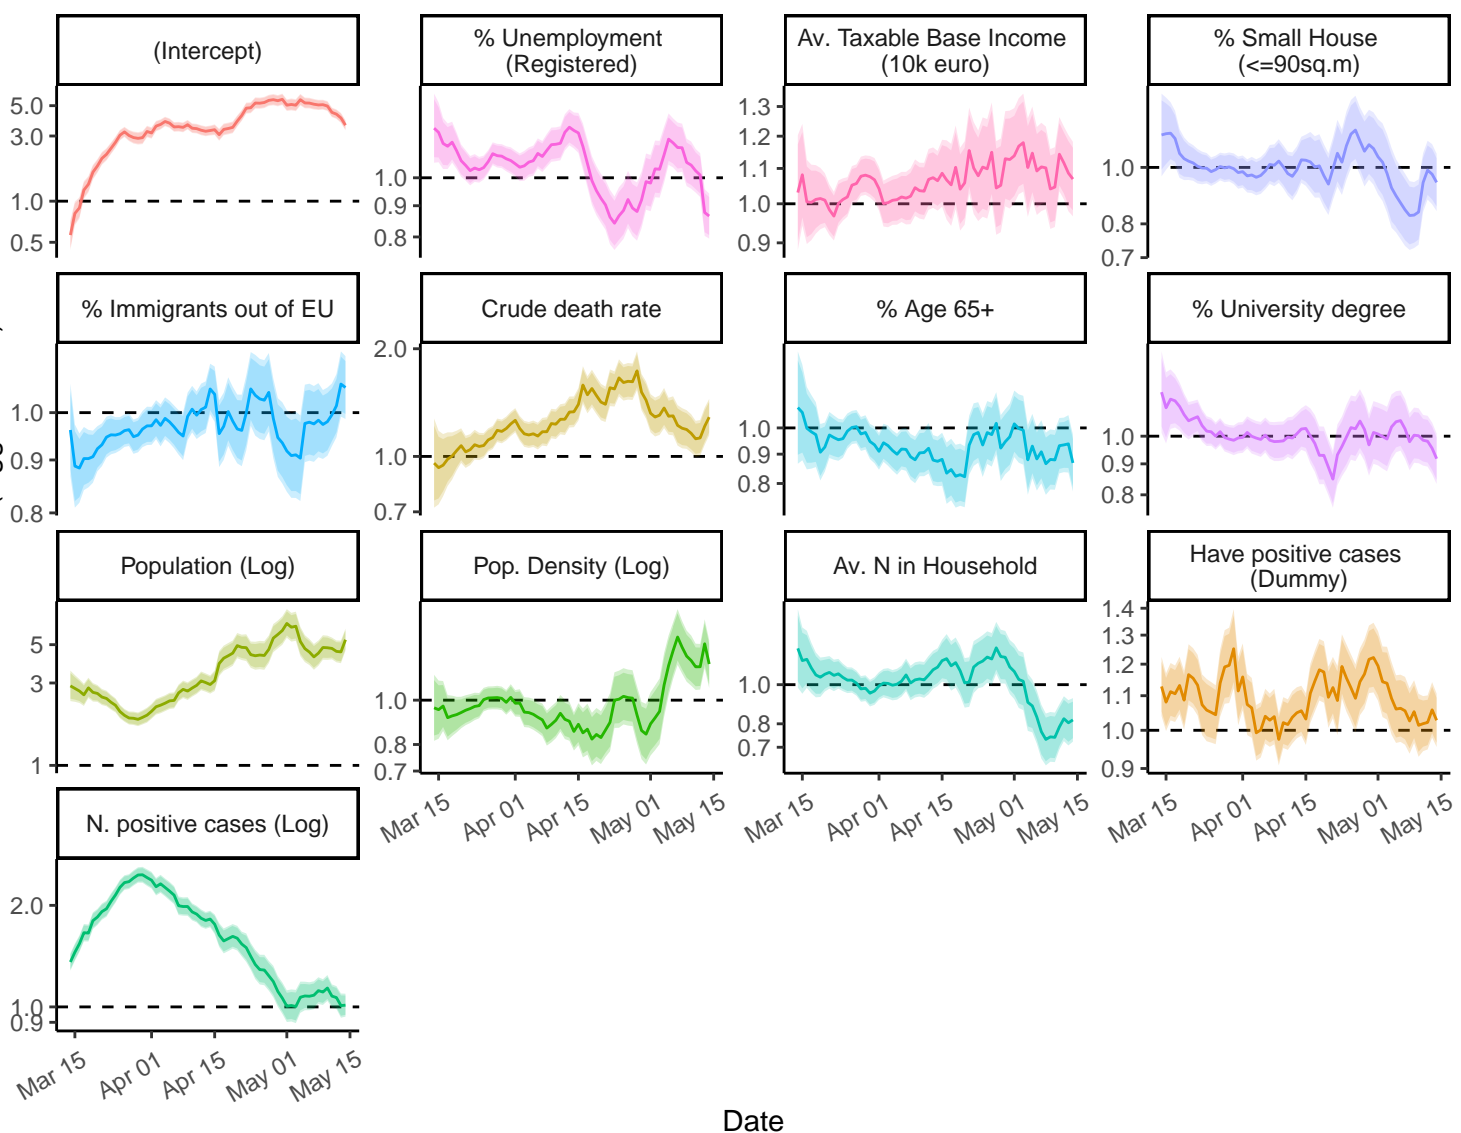 (Intercept)
% Unemployment
(Registered)
Av. Taxable Base Income
(10k euro)
% Small House
(<=90sq.m)
5.0
3.0
1.0
0.5
1.0
0.9
0.8
1.3
1.2
1.1
1.0
0.9
1.0
0.8
0.7
% Immigrants out of EU
Crude death rate
% Age 65+
% University degree
1.0
0.9
0.8
2.0
1.0
0.7
1.0
0.9
0.8
1.0
0.9
0.8
Population (Log)
Pop. Density (Log)
Av. N in Household
Have positive cases
(Dummy)
5
3
1
1.0
0.8
0.7
1.0
0.8
0.7
1.4
1.3
1.2
1.1
1.0
0.9
Mar 15
Apr 01
Apr 15
May 01
May 15
Mar 15
Apr 01
Apr 15
May 01
May 15
Mar 15
Apr 01
Apr 15
May 01
May 15
N. positive cases (Log)
2.0
1.0
0.9
Mar 15
Apr 01
Apr 15
May 01
May 15
Date